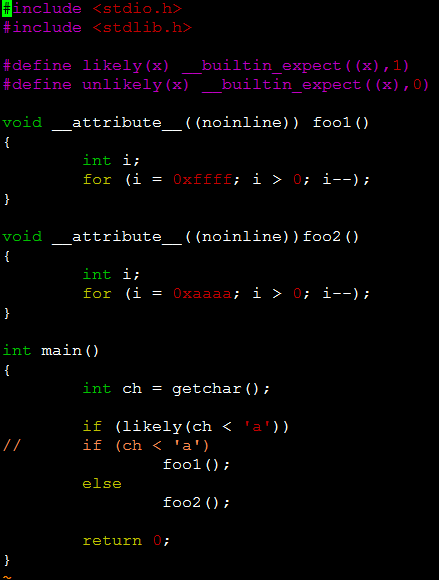 #include <stdio.h>
#include <stdlib.h>
#define likely(x) __builtin_expect((x),1)
#define unlikely(x) __builtin_expect((x),0)
void __attribute__((noinline)) foo1()
{
int i;
for (i = 0xffff; i > 0; i--);
}
void __attribute__((noinline))foo2()
{
int i;
for (i = 0xaaaa; i > 0; i--);
}
int main()
{
int ch = getchar();
if (likely(ch < 'a'))
// if (ch < 'a')
foo1();
else
foo2();
return 0;
}
~